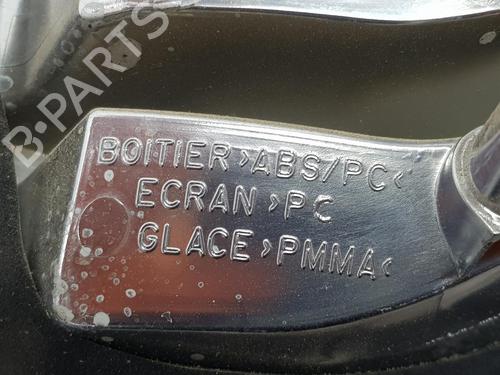 B-PARTS
BOITIER >ABS/PC<
ECRAN >PC
GLACE >PMMA<